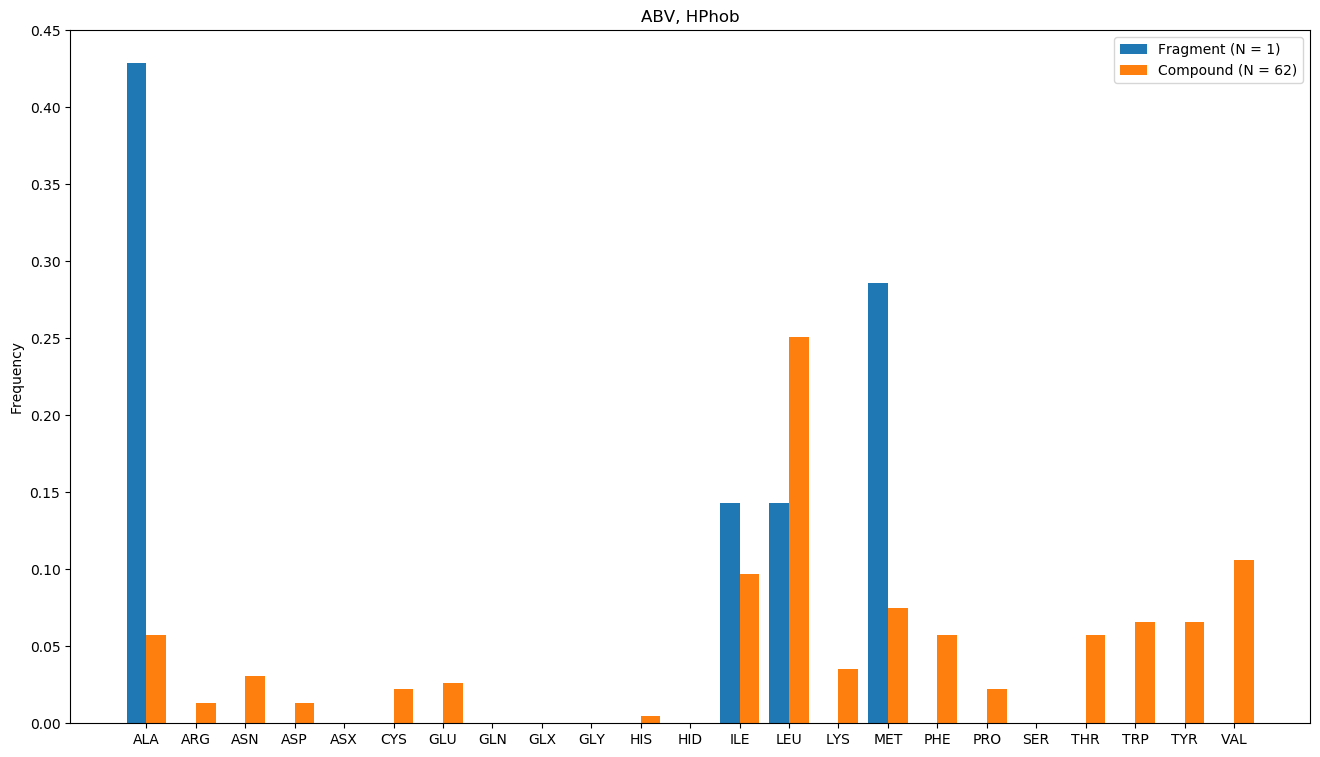 ABV, HPhob
Fragment (N = 1)
Compound (N = 62)
Frequency
0.45
0.40
0.35
0.30
0.25
0.20
0.15
0.10
0.05
0.00
ALA ARG ASN ASP ASX CYS GLU GLN GLX GLY HIS HID ILE LEU LYS MET PHE PRO SER THR TRP TYR VAL